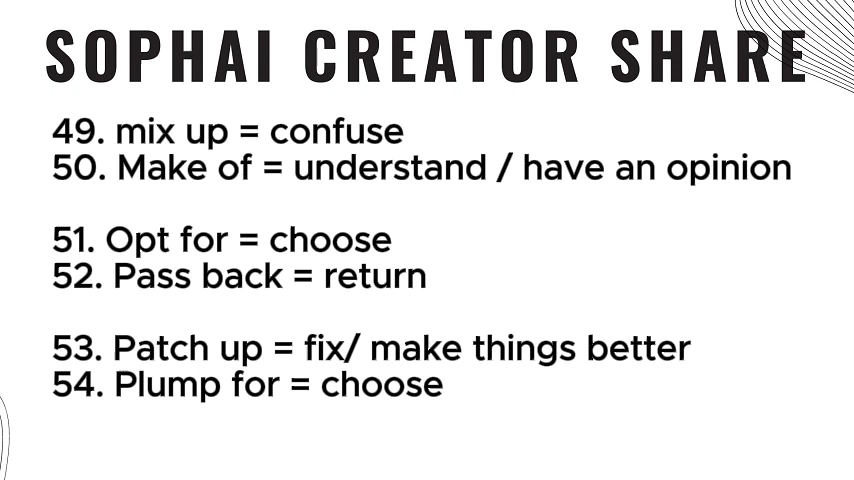 SOPHAI CREATOR SHARE
49. mix up = confuse
50. Make of = understand / have an opinion
51. Opt for = choose
52. Pass back = return
53. Patch up = fix/ make things better
54. Plump for = choose